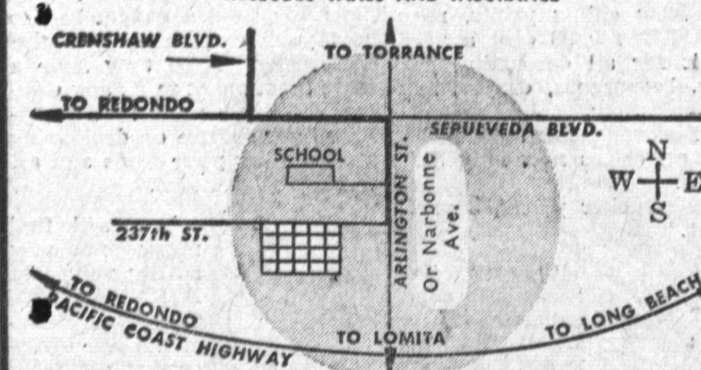 CRENSHAW BLVD.
TO TORRANCE
TO REDONDO
SEPULVEDA BLVD.
SCHOOL
N
W E
S
ARLINGTON ST.
Or Narbonne
Ave.
237th ST.
TO REDONDO
PACIFIC COAST HIGHWAY
TO LOMITA
TO LONG BEACH